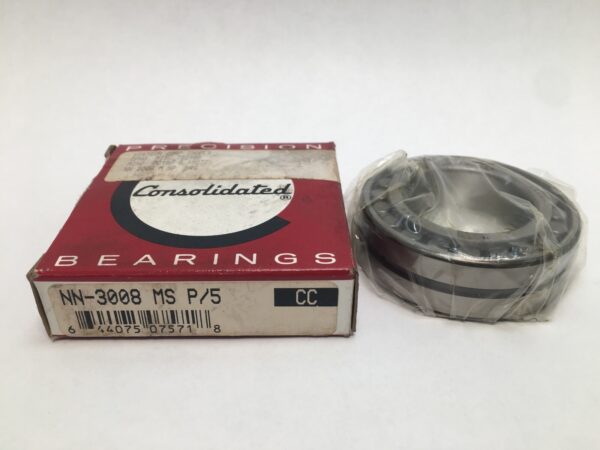 PRECISION
Consolidated®
BEARINGS
NN-3008 MS P/5 CC
6 44075 07571 8